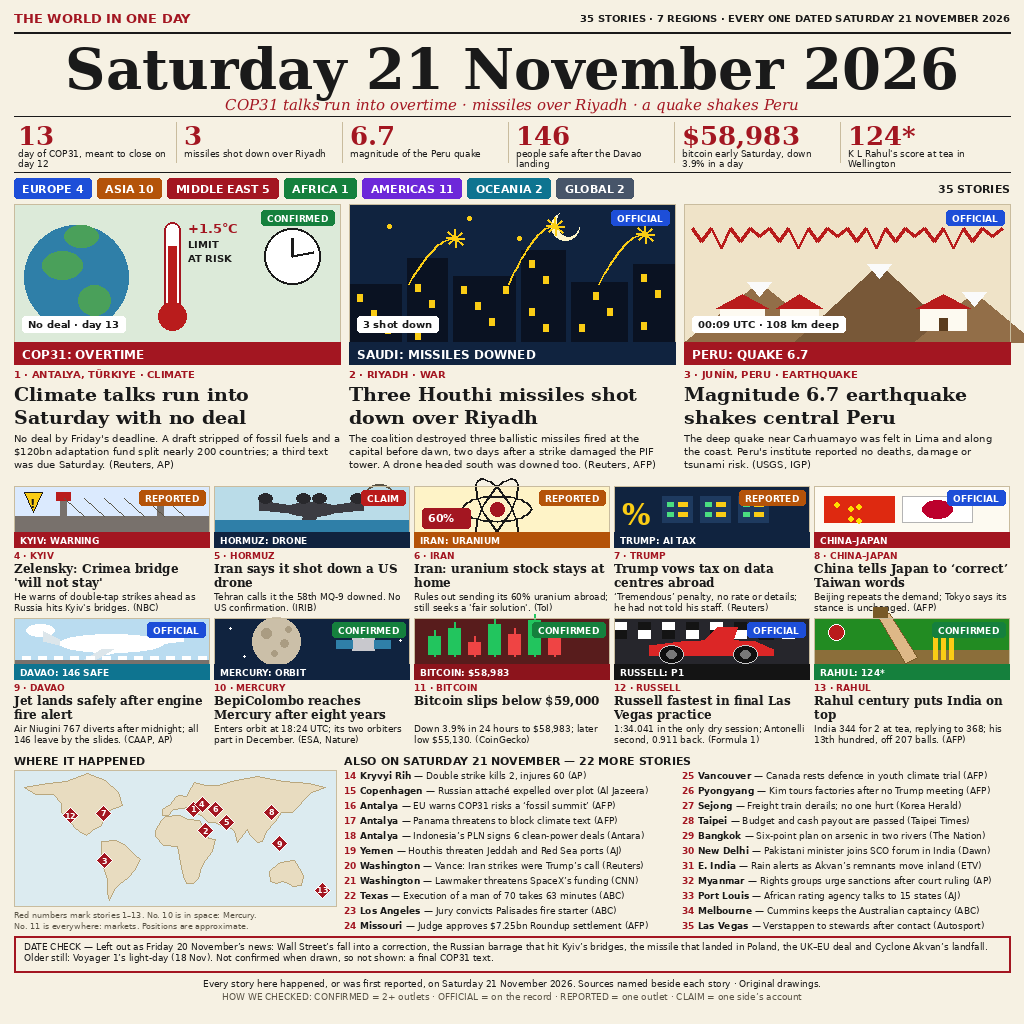 THE WORLD IN ONE DAY
35 STORIES · 7 REGIONS · EVERY ONE DATED SATURDAY 21 NOVEMBER 2026
Saturday 21 November 2026
COP31 talks run into overtime · missiles over Riyadh · a quake shakes Peru
13
day of COP31, meant to close on
day 12
3
missiles shot down over Riyadh
6.7
magnitude of the Peru quake
146
people safe after the Davao
landing
$58,983
bitcoin early Saturday, down
3.9% in a day
124*
K L Rahul's score at tea in
Wellington
EUROPE 4
ASIA 10
MIDDLE EAST 5
AFRICA 1
AMERICAS 11
OCEANIA 2
GLOBAL 2
35 STORIES
CONFIRMED
+1.5°C
LIMIT
AT RISK
No deal · day 13
COP31: OVERTIME
1 · ANTALYA, TÜRKIYE · CLIMATE
Climate talks run into
Saturday with no deal
No deal by Friday's deadline. A draft stripped of fossil fuels and a
$120bn adaptation fund split nearly 200 countries; a third text
was due Saturday. (Reuters, AP)
OFFICIAL
3 shot down
SAUDI: MISSILES DOWNED
2 · RIYADH · WAR
Three Houthi missiles shot
down over Riyadh
The coalition destroyed three ballistic missiles fired at the
capital before dawn, two days after a strike damaged the PIF
tower. A drone headed south was downed too. (Reuters, AFP)
OFFICIAL
00:09 UTC · 108 km deep
PERU: QUAKE 6.7
3 · JUNÍN, PERU · EARTHQUAKE
Magnitude 6.7 earthquake
shakes central Peru
The deep quake near Carhuamayo was felt in Lima and along
the coast. Peru's institute reported no deaths, damage or
tsunami risk. (USGS, IGP)
!
REPORTED
KYIV: WARNING
4 · KYIV
Zelensky: Crimea bridge
'will not stay'
He warns of double-tap strikes ahead as
Russia hits Kyiv's bridges. (NBC)
CLAIM
HORMUZ: DRONE
5 · HORMUZ
Iran says it shot down a US
drone
Tehran calls it the 58th MQ-9 downed. No
US confirmation. (IRIB)
REPORTED
60%
IRAN: URANIUM
6 · IRAN
Iran: uranium stock stays at
home
Rules out sending its 60% uranium abroad;
still seeks a 'fair solution'. (ToI)
%
REPORTED
TRUMP: AI TAX
7 · TRUMP
Trump vows tax on data
centres abroad
'Tremendous' penalty, no rate or details;
he had not told his staff. (Reuters)
OFFICIAL
CHINA-JAPAN
8 · CHINA–JAPAN
China tells Japan to ‘correct’
Taiwan words
Beijing repeats the demand; Tokyo says its
stance is unchanged. (AFP)
OFFICIAL
DAVAO: 146 SAFE
9 · DAVAO
Jet lands safely after engine
fire alert
Air Niugini 767 diverts after midnight; all
146 leave by the slides. (CAAP, AP)
CONFIRMED
MERCURY: ORBIT
10 · MERCURY
BepiColombo reaches
Mercury after eight years
Enters orbit at 18:24 UTC; its two orbiters
part in December. (ESA, Nature)
CONFIRMED
BITCOIN: $58,983
11 · BITCOIN
Bitcoin slips below $59,000
Down 3.9% in 24 hours to $58,983; later
low $55,130. (CoinGecko)
OFFICIAL
RUSSELL: P1
12 · RUSSELL
Russell fastest in final Las
Vegas practice
1:34.041 in the only dry session; Antonelli
second, 0.911 back. (Formula 1)
CONFIRMED
RAHUL: 124*
13 · RAHUL
Rahul century puts India on
top
India 344 for 2 at tea, replying to 368; his
13th hundred, off 207 balls. (AFP)
WHERE IT HAPPENED
12
7
3
1
4
6
2
5
8
9
13
Red numbers mark stories 1–13. No. 10 is in space: Mercury.
No. 11 is everywhere: markets. Positions are approximate.
ALSO ON SATURDAY 21 NOVEMBER — 22 MORE STORIES
14 Kryvyi Rih — Double strike kills 2, injures 60 (AP)
15 Copenhagen — Russian attaché expelled over plot (Al Jazeera)
16 Antalya — EU warns COP31 risks a 'fossil summit' (AFP)
17 Antalya — Panama threatens to block climate text (AFP)
18 Antalya — Indonesia's PLN signs 6 clean-power deals (Antara)
19 Yemen — Houthis threaten Jeddah and Red Sea ports (AJ)
20 Washington — Vance: Iran strikes were Trump's call (Reuters)
21 Washington — Lawmaker threatens SpaceX's funding (CNN)
22 Texas — Execution of a man of 70 takes 63 minutes (ABC)
23 Los Angeles — Jury convicts Palisades fire starter (ABC)
24 Missouri — Judge approves $7.25bn Roundup settlement (AFP)
25 Vancouver — Canada rests defence in youth climate trial (AFP)
26 Pyongyang — Kim tours factories after no Trump meeting (AFP)
27 Sejong — Freight train derails; no one hurt (Korea Herald)
28 Taipei — Budget and cash payout are passed (Taipei Times)
29 Bangkok — Six-point plan on arsenic in two rivers (The Nation)
30 New Delhi — Pakistani minister joins SCO forum in India (Dawn)
31 E. India — Rain alerts as Akvan's remnants move inland (ETV)
32 Myanmar — Rights groups urge sanctions after court ruling (AP)
33 Port Louis — African rating agency talks to 15 states (AJ)
34 Melbourne — Cummins keeps the Australian captaincy (ABC)
35 Las Vegas — Verstappen to stewards after contact (Autosport)
DATE CHECK — Left out as Friday 20 November's news: Wall Street's fall into a correction, the Russian barrage that hit Kyiv's bridges, the missile that landed in Poland, the UK–EU deal and Cyclone Akvan's landfall.
Older still: Voyager 1's light-day (18 Nov). Not confirmed when drawn, so not shown: a final COP31 text.
Every story here happened, or was first reported, on Saturday 21 November 2026. Sources named beside each story · Original drawings.
HOW WE CHECKED: CONFIRMED = 2+ outlets · OFFICIAL = on the record · REPORTED = one outlet · CLAIM = one side's account